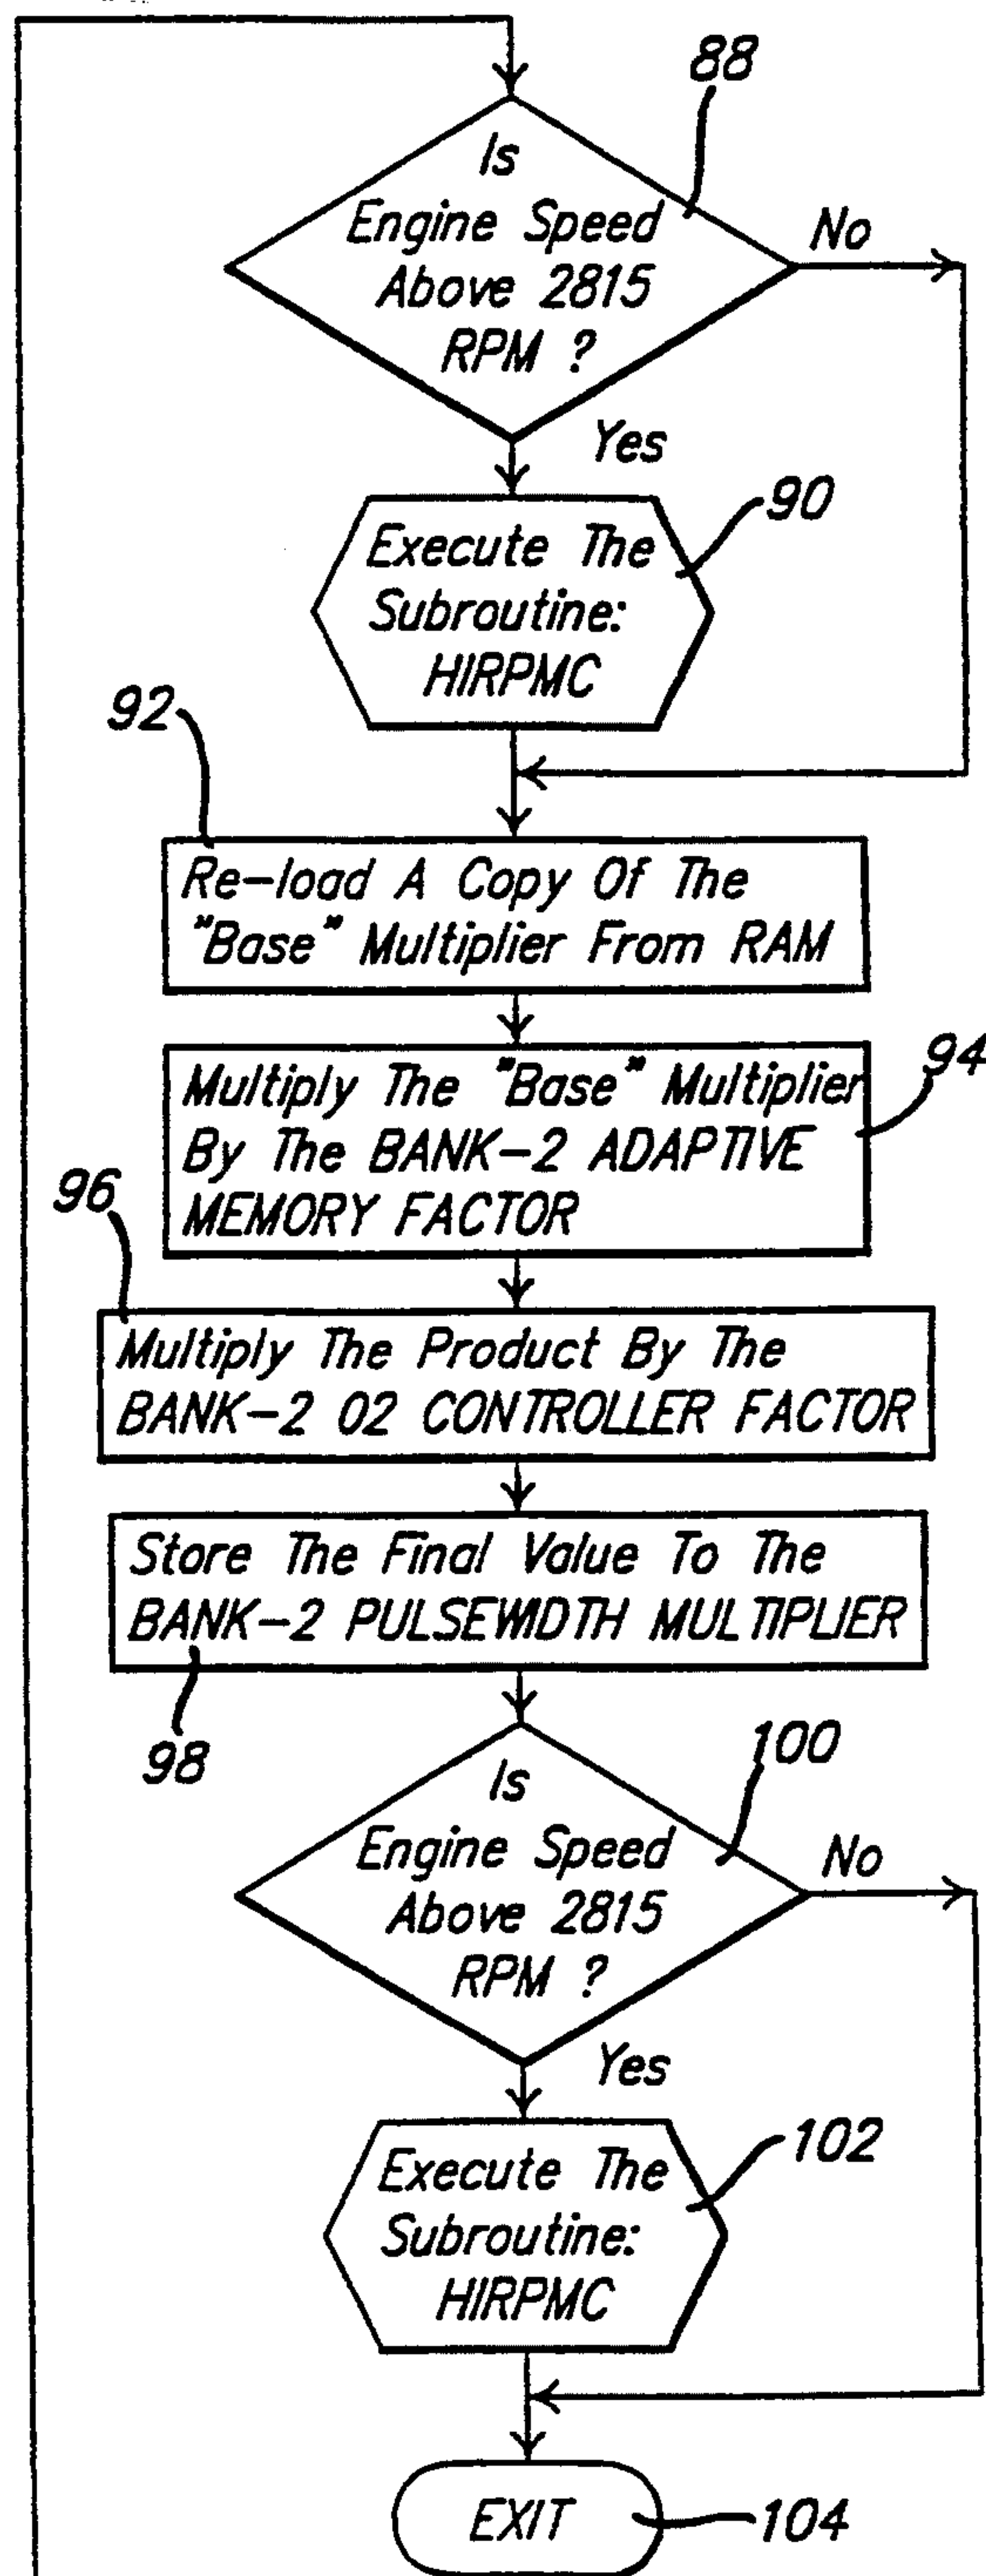 88
Is
Engine Speed
Above 2815
RPM ?
No
Yes
90
Execute The
Subroutine:
HIRPMC
92
Re-load A Copy Of The
"Base" Multiplier From RAM
94
Multiply The "Base" Multiplier
By The BANK-2 ADAPTIVE
MEMORY FACTOR
96
Multiply The Product By The
BANK-2 02 CONTROLLER FACTOR
Store The Final Value To The
BANK-2 PULSEWIDTH MULTIPLIER
98
100
Is
Engine Speed
Above 2815
RPM ?
No
Yes
102
Execute The
Subroutine:
HIRPMC
EXIT
104